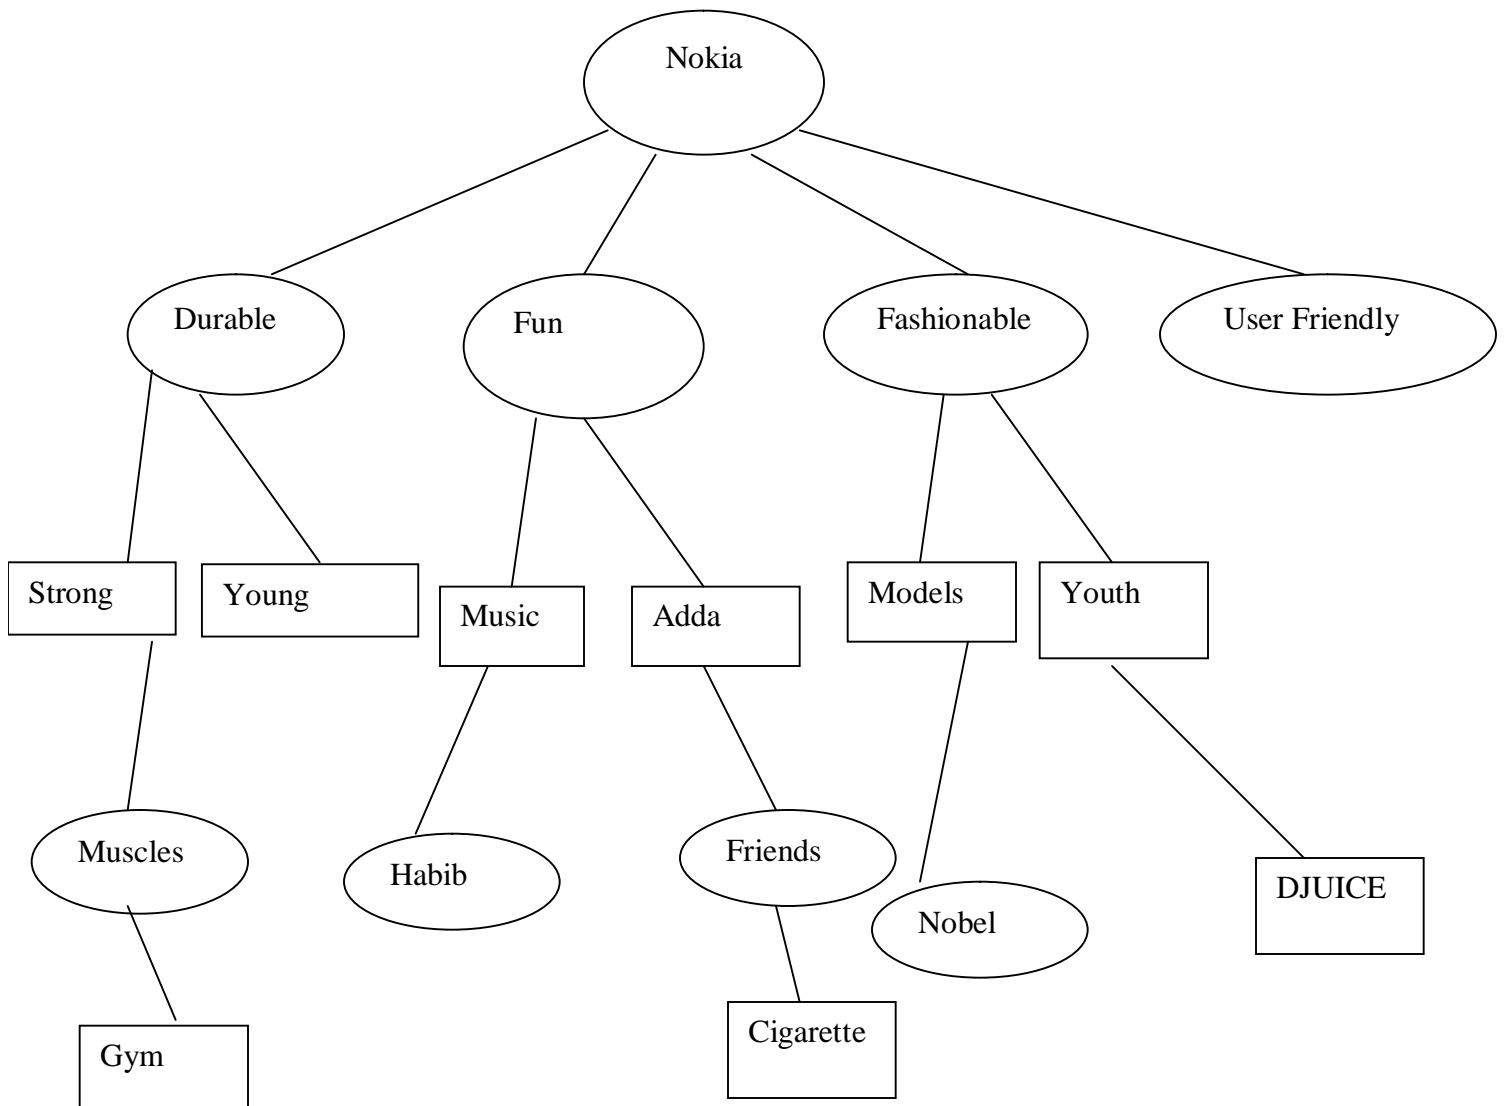 Nokia
Durable
Fun
Fashionable
User Friendly
Strong
Young
Music
Adda
Models
Youth
Muscles
Habib
Friends
Nobel
DJUICE
Gym
Cigarette